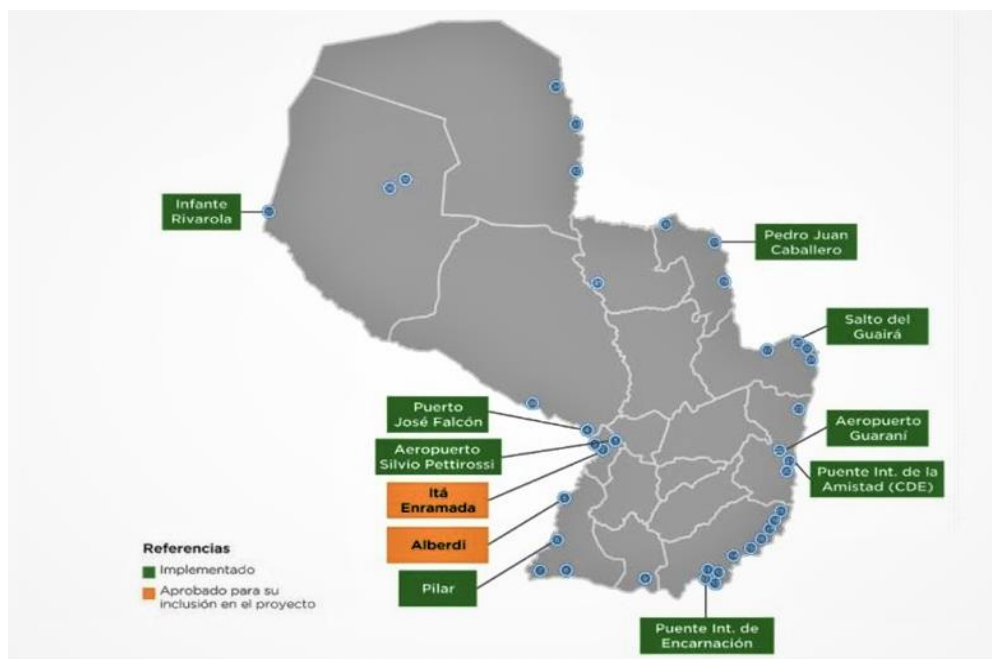 Infante
Rivarola
Pedro Juan
Caballero
Salto del
Guairá
Puerto
José Falcón
Aeropuerto
Guaraní
Aeropuerto
Silvio Pettirossi
Puente Int. de la
Amistad (CDE)
Itá
Enramada
Alberdi
Pilar
Puente Int. de
Encarnación
Referencias
Implementado
Aprobado para su
inclusión en el proyecto